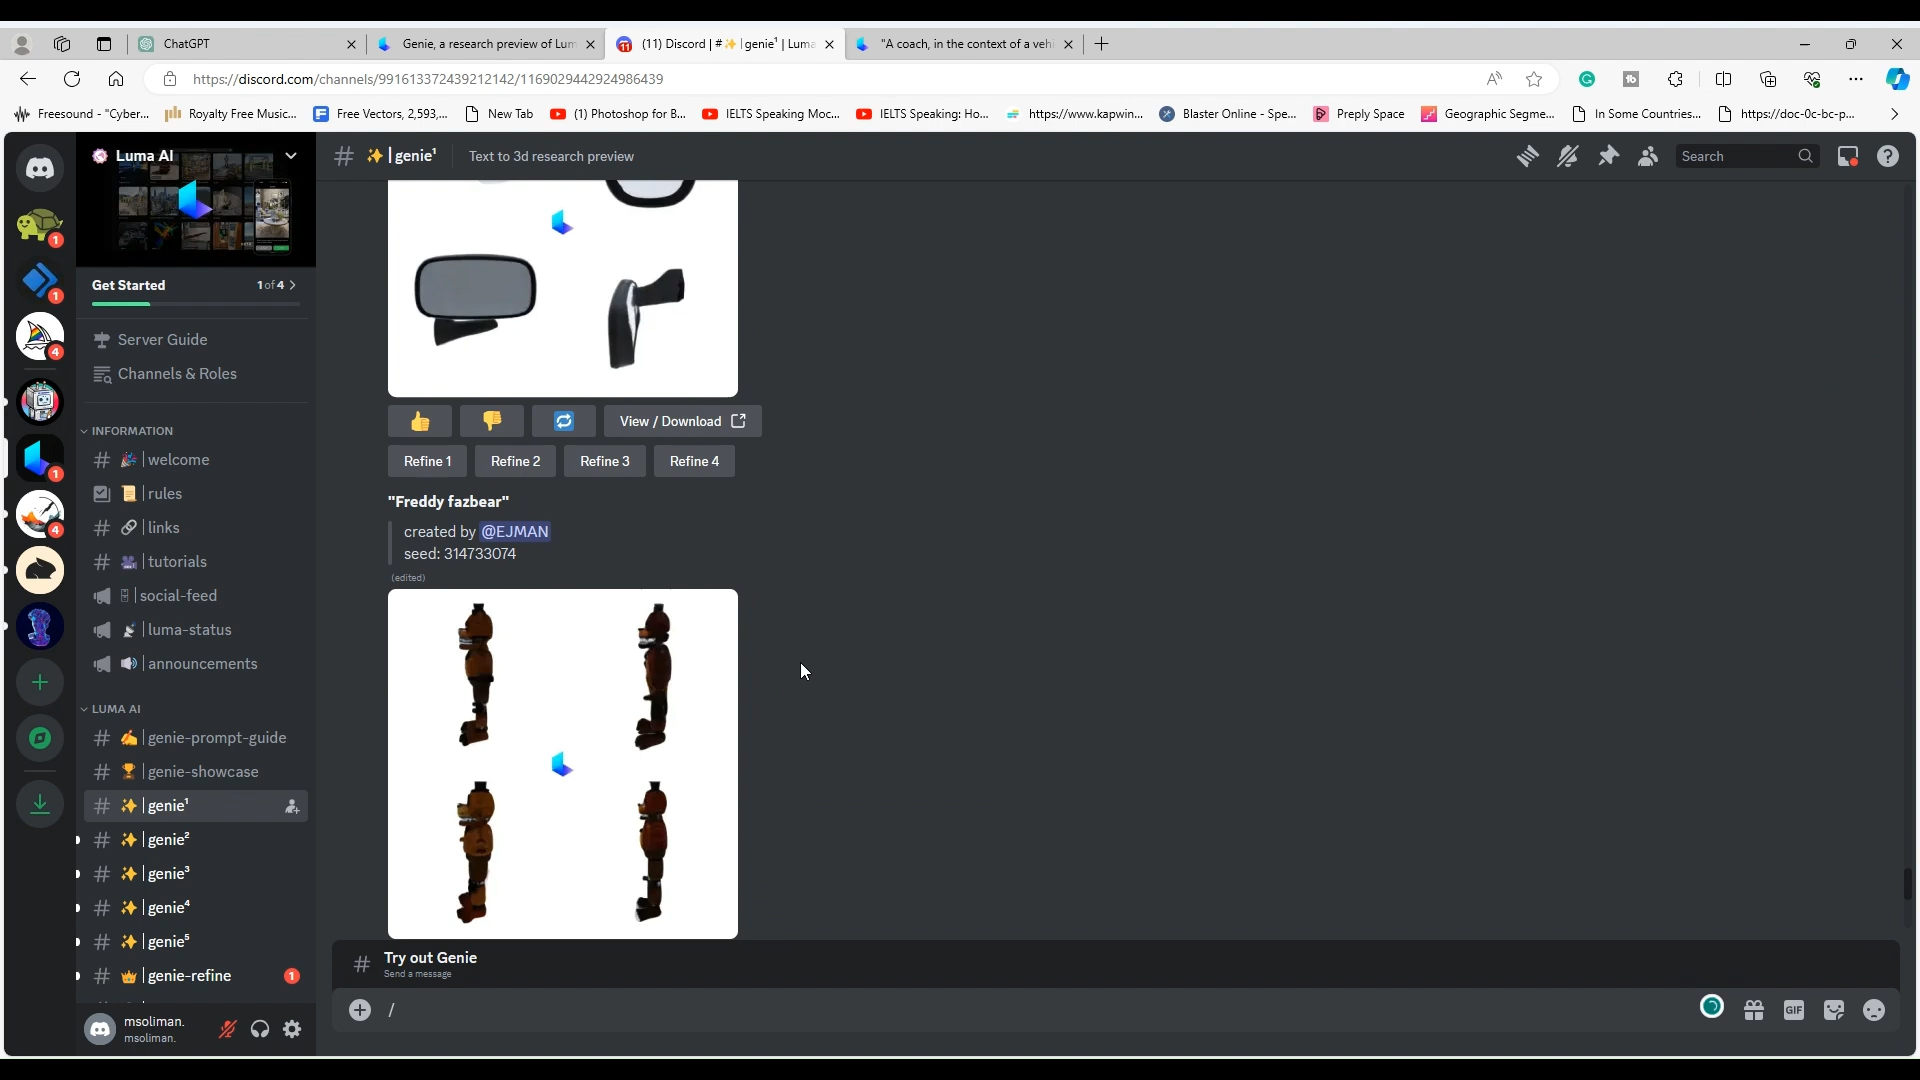 ChatGPT
Genie, a research preview of Lum
(11) Discord | #✨ | genie¹ | Luma
"A coach, in the context of a vehi
https://discord.com/channels/991613372439212142/1169029442924986439
Freesound - "Cyber...
Royalty Free Music...
Free Vectors, 2,593,...
New Tab
(1) Photoshop for B...
IELTS Speaking Moc...
IELTS Speaking: Ho...
https://www.kapwin...
Blaster Online - Spe...
Preply Space
Geographic Segme...
In Some Countries...
https://doc-0c-bc-p...
Luma AI
# ✨ | genie¹
Text to 3d research preview
Search
Get Started
1 of 4
Server Guide
Channels & Roles
INFORMATION
# | welcome
| rules
# | links
# | tutorials
| social-feed
| luma-status
| announcements
LUMA AI
# | genie-prompt-guide
# | genie-showcase
# ✨ | genie¹
# ✨ | genie²
# ✨ | genie³
# ✨ | genie⁴
# ✨ | genie⁵
# | genie-refine
1
msoliman.
msoliman.
1
1
4
1
4
View / Download
Refine 1
Refine 2
Refine 3
Refine 4
"Freddy fazbear"
created by @EJMAN
seed: 314733074
(edited)
# Try out Genie
Send a message
/
GIF